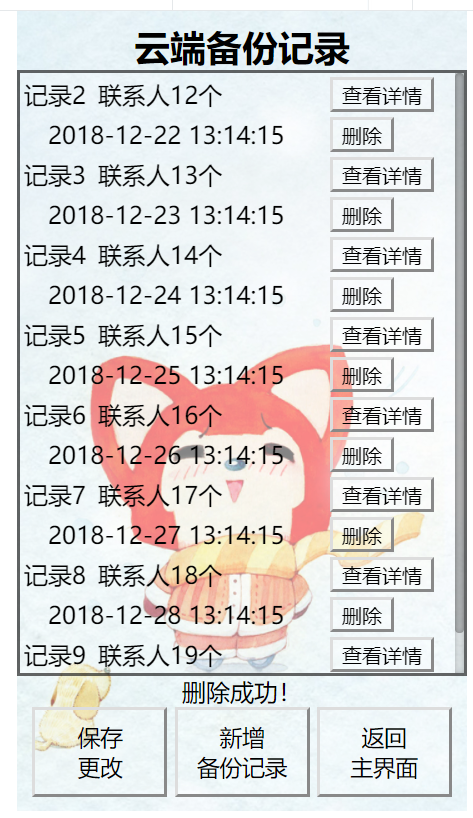 云端备份记录
记录2 联系人12个 查看详情
2018-12-22 13:14:15 删除
记录3 联系人13个 查看详情
2018-12-23 13:14:15 删除
记录4 联系人14个 查看详情
2018-12-24 13:14:15 删除
记录5 联系人15个 查看详情
2018-12-25 13:14:15 删除
记录6 联系人16个 查看详情
2018-12-26 13:14:15 删除
记录7 联系人17个 查看详情
2018-12-27 13:14:15 删除
记录8 联系人18个 查看详情
2018-12-28 13:14:15 删除
记录9 联系人19个 查看详情
删除成功!
保存
更改
新增
备份记录
返回
主界面